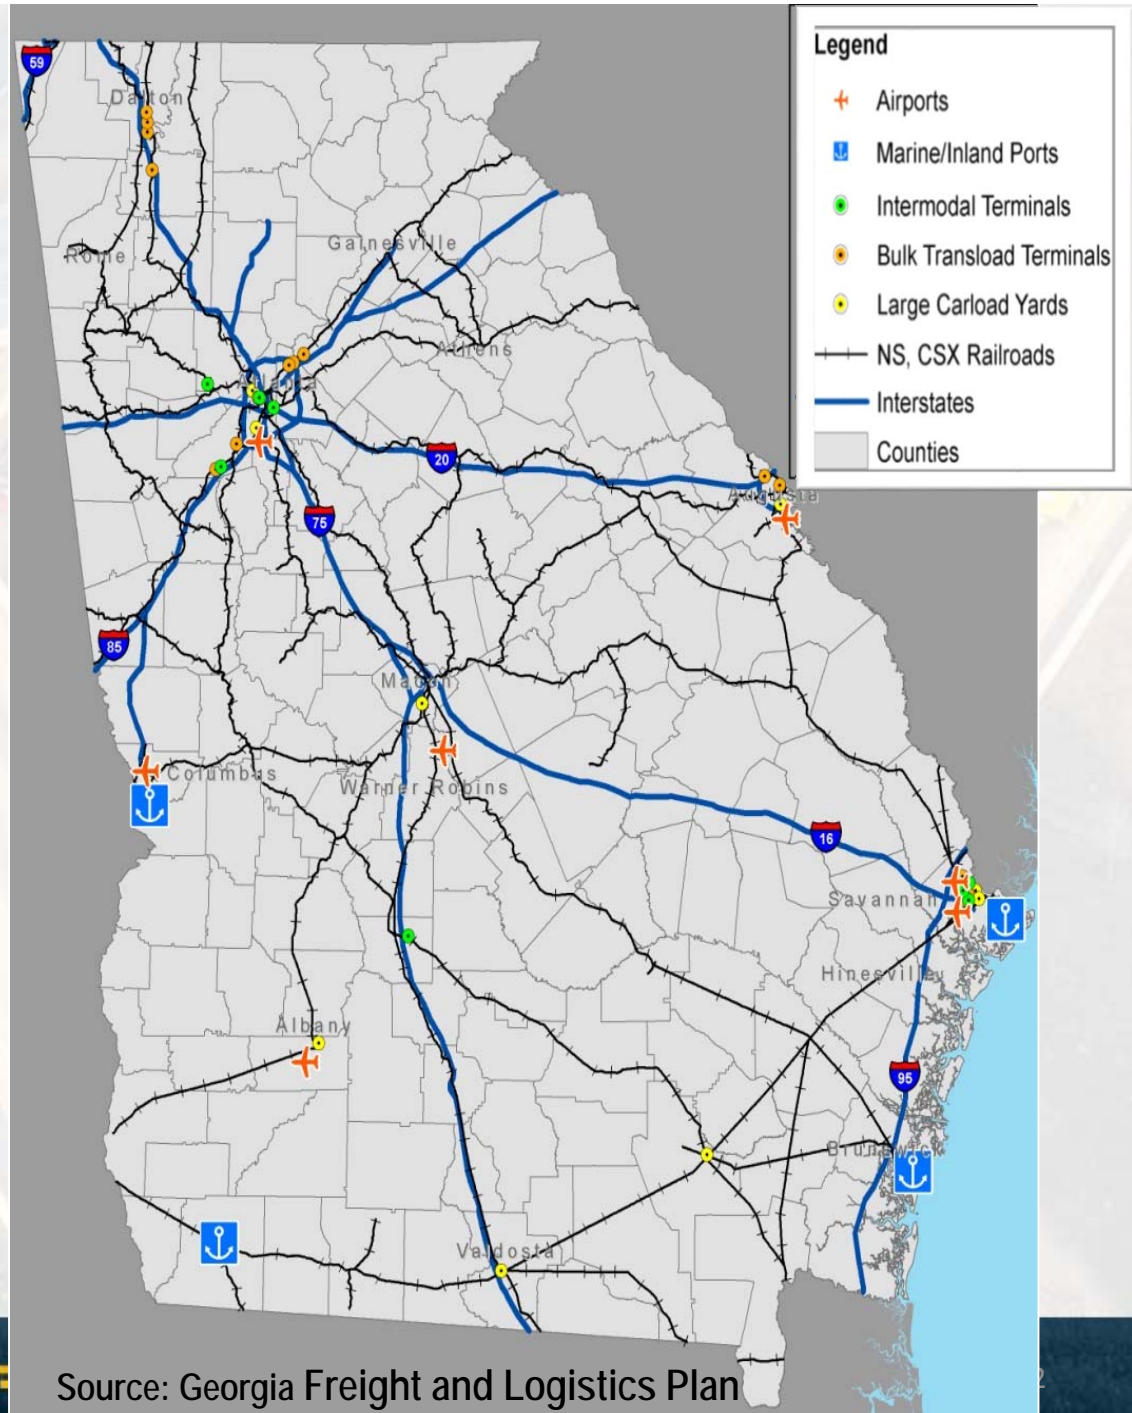 Legend
Airports
Marine/Inland Ports
Intermodal Terminals
Bulk Transload Terminals
Large Carload Yards
NS, CSX Railroads
Interstates
Counties
59
Dalton
Rome
Gainesville
Athens
Atlanta
20
Augusta
75
85
Macon
Columbus
Warner Robins
16
Savannah
Hinesville
Albany
95
Brunswick
Valdosta
Source: Georgia Freight and Logistics Plan
2